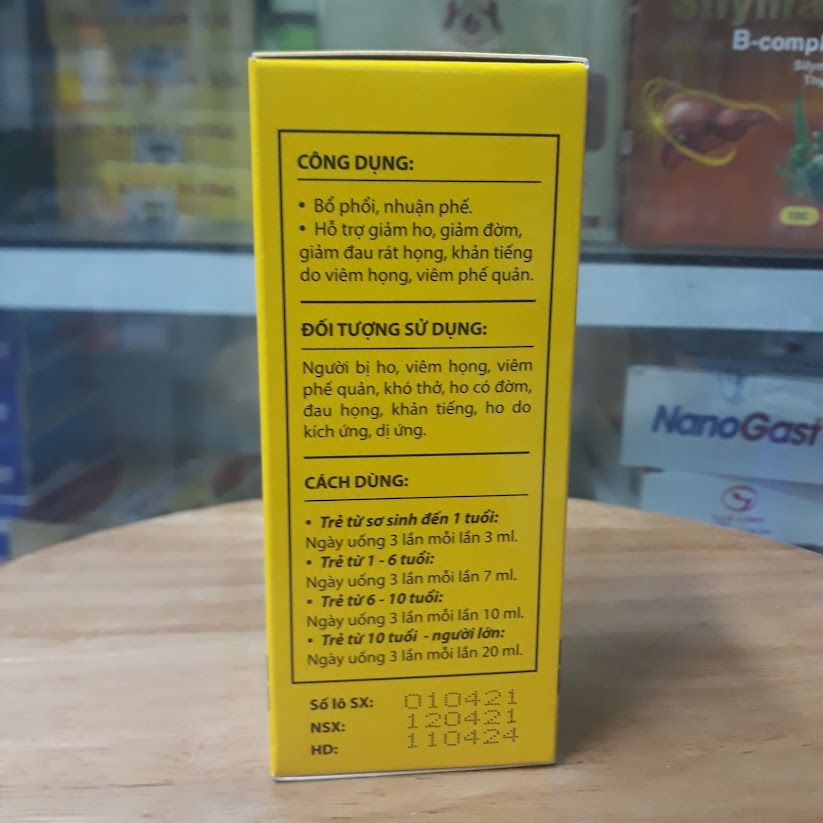 B-compl
100
CÔNG DỤNG:
• Bổ phổi, nhuận phế.
• Hỗ trợ giảm ho, giảm đờm,
giảm đau rát họng, khản tiếng
do viêm họng, viêm phế quản.
ĐỐI TƯỢNG SỬ DỤNG:
Người bị ho, viêm họng, viêm
phế quản, khó thở, ho có đờm,
đau họng, khản tiếng, ho do
kích ứng, dị ứng.
NanoGast
CÁCH DÙNG:
• Trẻ từ sơ sinh đến 1 tuổi:
Ngày uống 3 lần mỗi lần 3 ml.
• Trẻ từ 1 - 6 tuổi:
Ngày uống 3 lần mỗi lần 7 ml.
• Trẻ từ 6 - 10 tuổi:
Ngày uống 3 lần mỗi lần 10 ml.
• Trẻ từ 10 tuổi - người lớn:
Ngày uống 3 lần mỗi lần 20 ml.
Số lô SX: 010421
NSX: 120421
HD: 110424